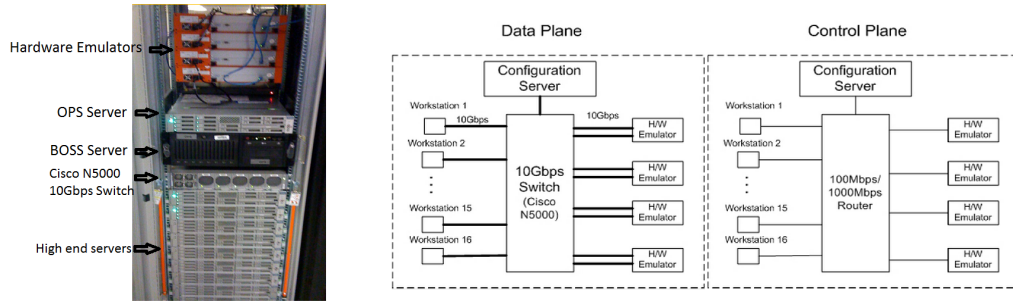 Hardware Emulators
OPS Server
BOSS Server
Cisco N5000
10Gbps Switch
High end servers
Data Plane
Configuration
Server
Workstation 1
10Gbps
10Gbps
H/W
Emulator
Workstation 2
H/W
Emulator
10Gbps
Switch
(Cisco
N5000)
Workstation 15
H/W
Emulator
Workstation 16
H/W
Emulator
Control Plane
Configuration
Server
Workstation 1
H/W
Emulator
Workstation 2
H/W
Emulator
100Mbps/
1000Mbps
Router
Workstation 15
H/W
Emulator
Workstation 16
H/W
Emulator